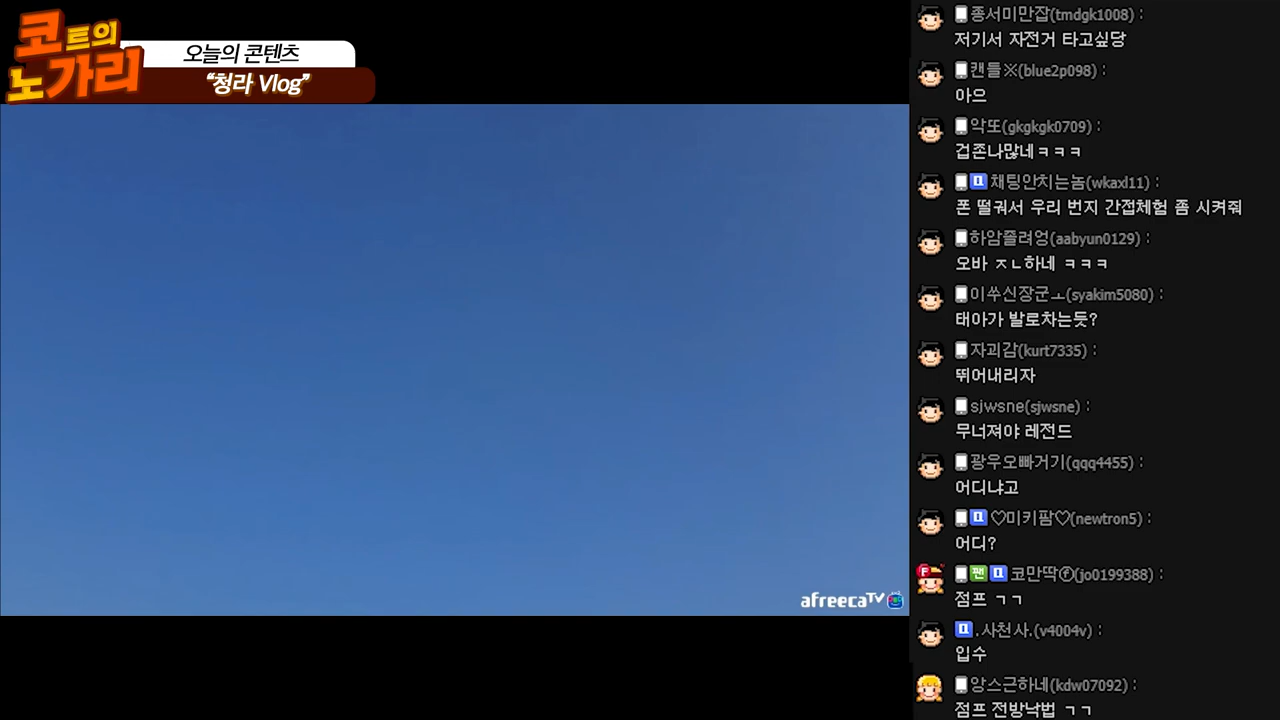 코트의
노가리
오늘의 콘텐츠
"청라 Vlog"
afreecaTV
종서미만잡(tmdgk1008) :
저기서 자전거 타고싶당
캔들※(blue2p098) :
아으
악또(gkgkgk0709) :
겁존나많네ㅋㅋㅋ
채팅안치는놈(wkaxl11) :
폰 떨궈서 우리 번지 간접체험 좀 시켜줘
하암졸려엉(aabyun0129) :
오바 ㅈㄴ하네 ㅋㅋㅋ
이쑤신장군ㅗ(syakim5080) :
태아가 발로차는듯?
자괴감(kurt7335) :
뛰어내리자
sjwsne(sjwsne) :
무너져야 레전드
광우오빠거기(qqq4455) :
어디냐고
♡미키팜♡(newtron5) :
어디?
팬 코만딱ⓕ(jo0199388) :
점프 ㄱㄱ
.사천사.(v4004v) :
입수
앙스근하네(kdw07092) :
점프 전방낙법 ㄱㄱ